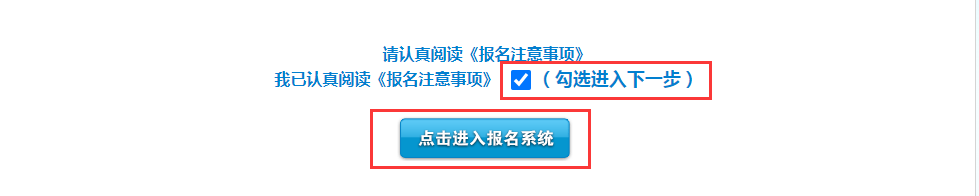 请认真阅读《报名注意事项》
我已认真阅读《报名注意事项》 （勾选进入下一步）
点击进入报名系统